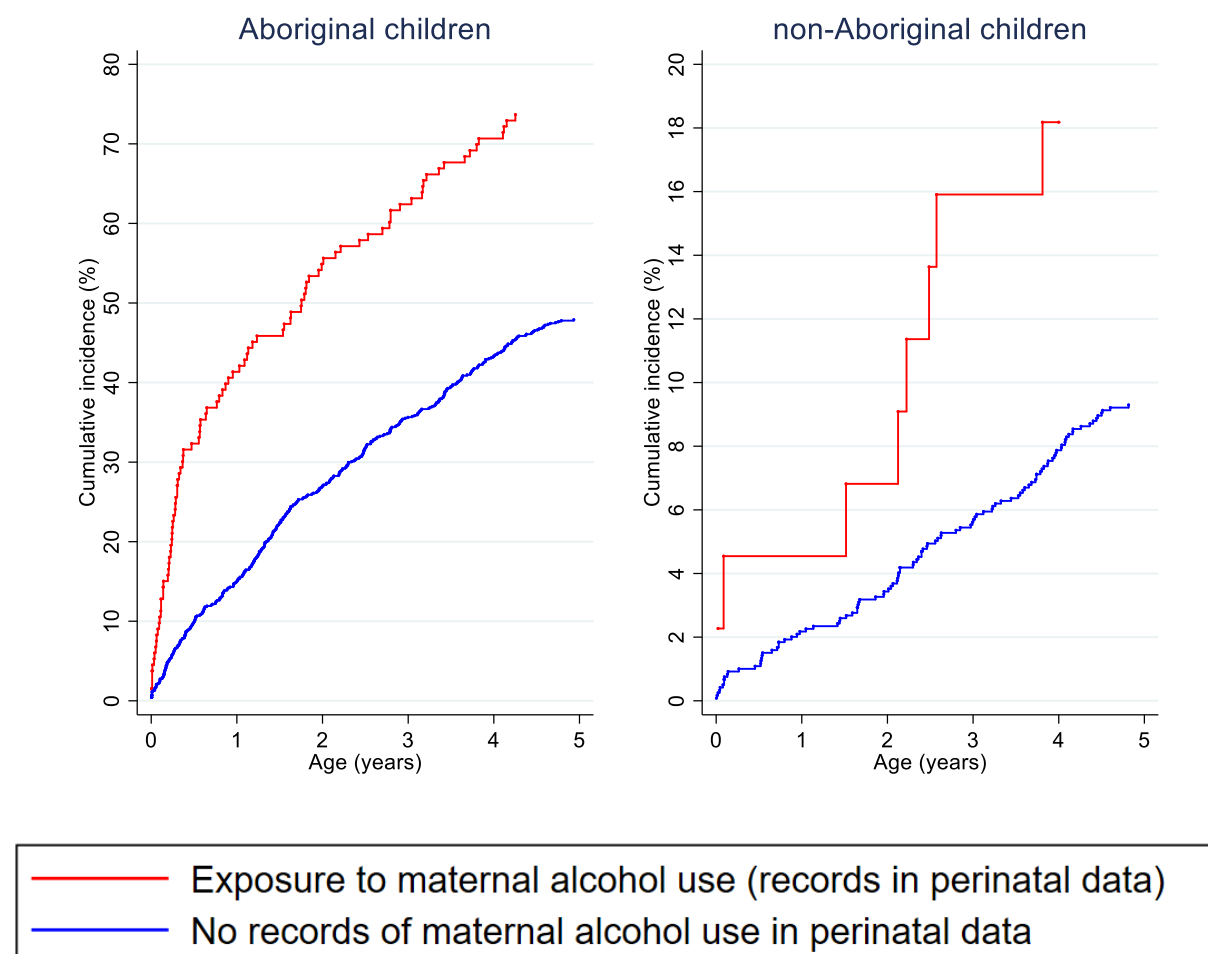 Aboriginal children
non-Aboriginal children
Cumulative incidence (%)
80
70
60
50
40
30
20
10
0
0 1 2 3 4 5
Age (years)
Cumulative incidence (%)
20
18
16
14
12
10
8
6
4
2
0
0 1 2 3 4 5
Age (years)
Exposure to maternal alcohol use (records in perinatal data)
No records of maternal alcohol use in perinatal data